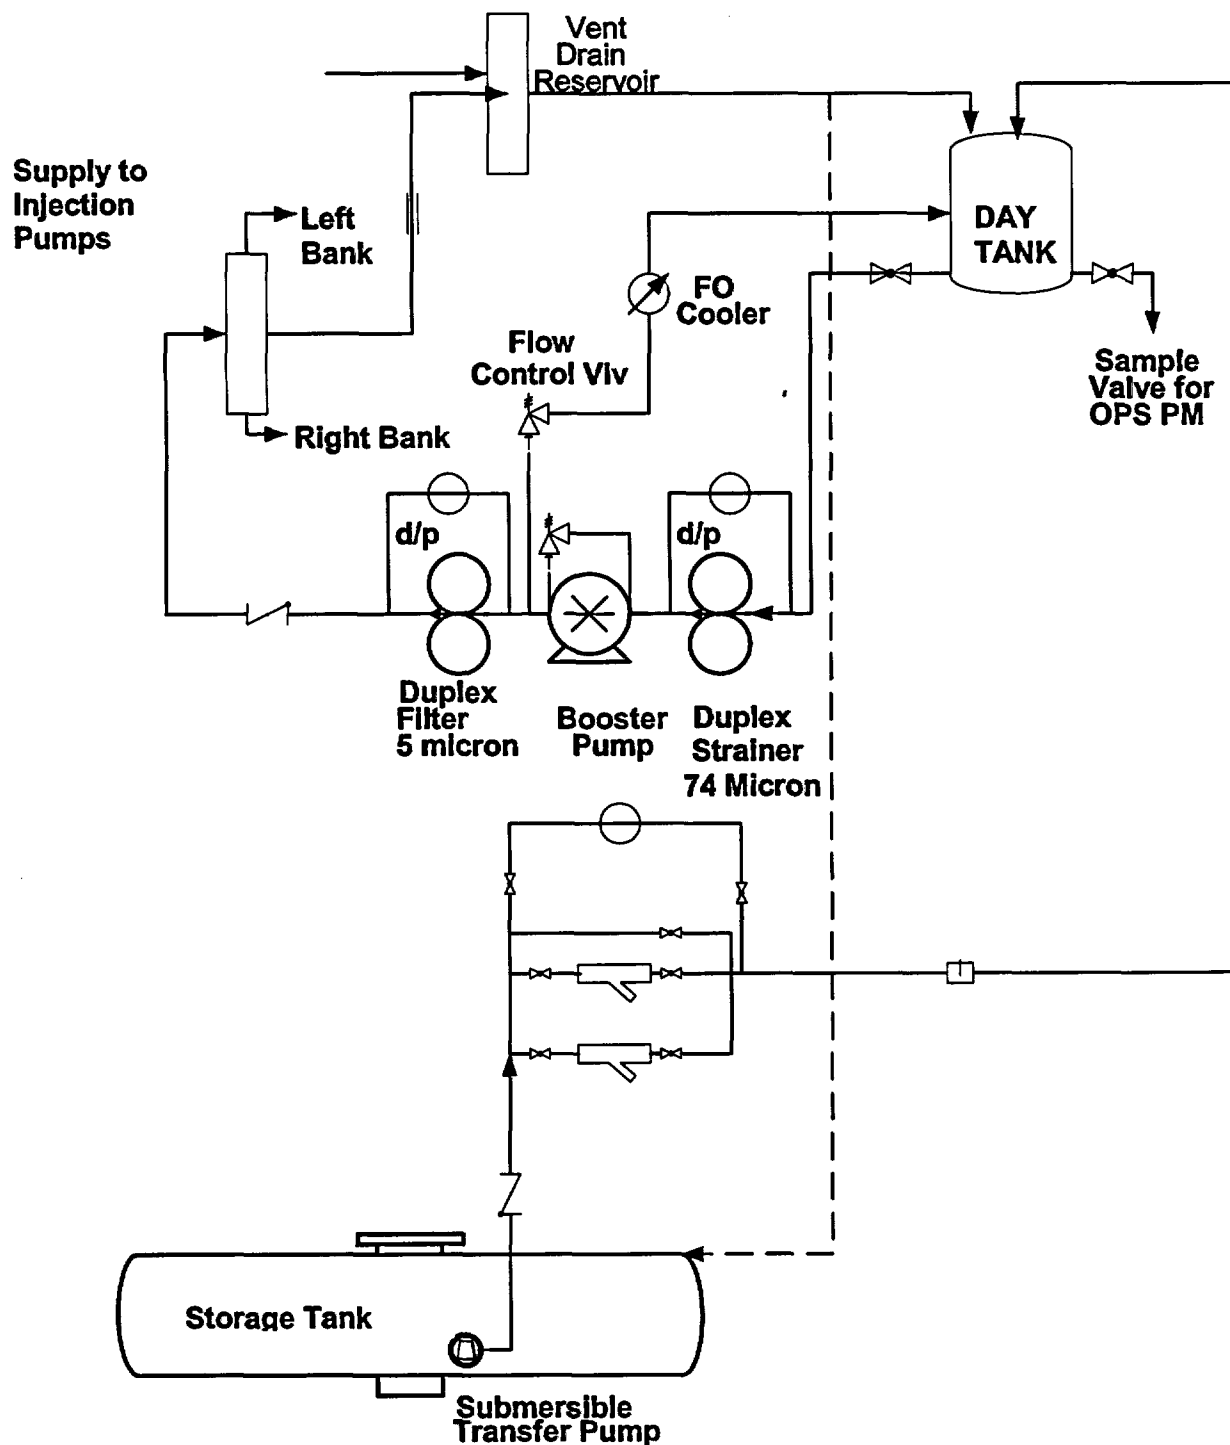 Vent
Drain
Reservoir
Supply to
Injection
Pumps
Left
Bank
DAY
TANK
FO
Cooler
Flow
Control Vlv
Sample
Valve for
OPS PM
Right Bank
d/p
d/p
Duplex
Filter
5 micron
Booster
Pump
Duplex
Strainer
74 Micron
Storage Tank
Submersible
Transfer Pump